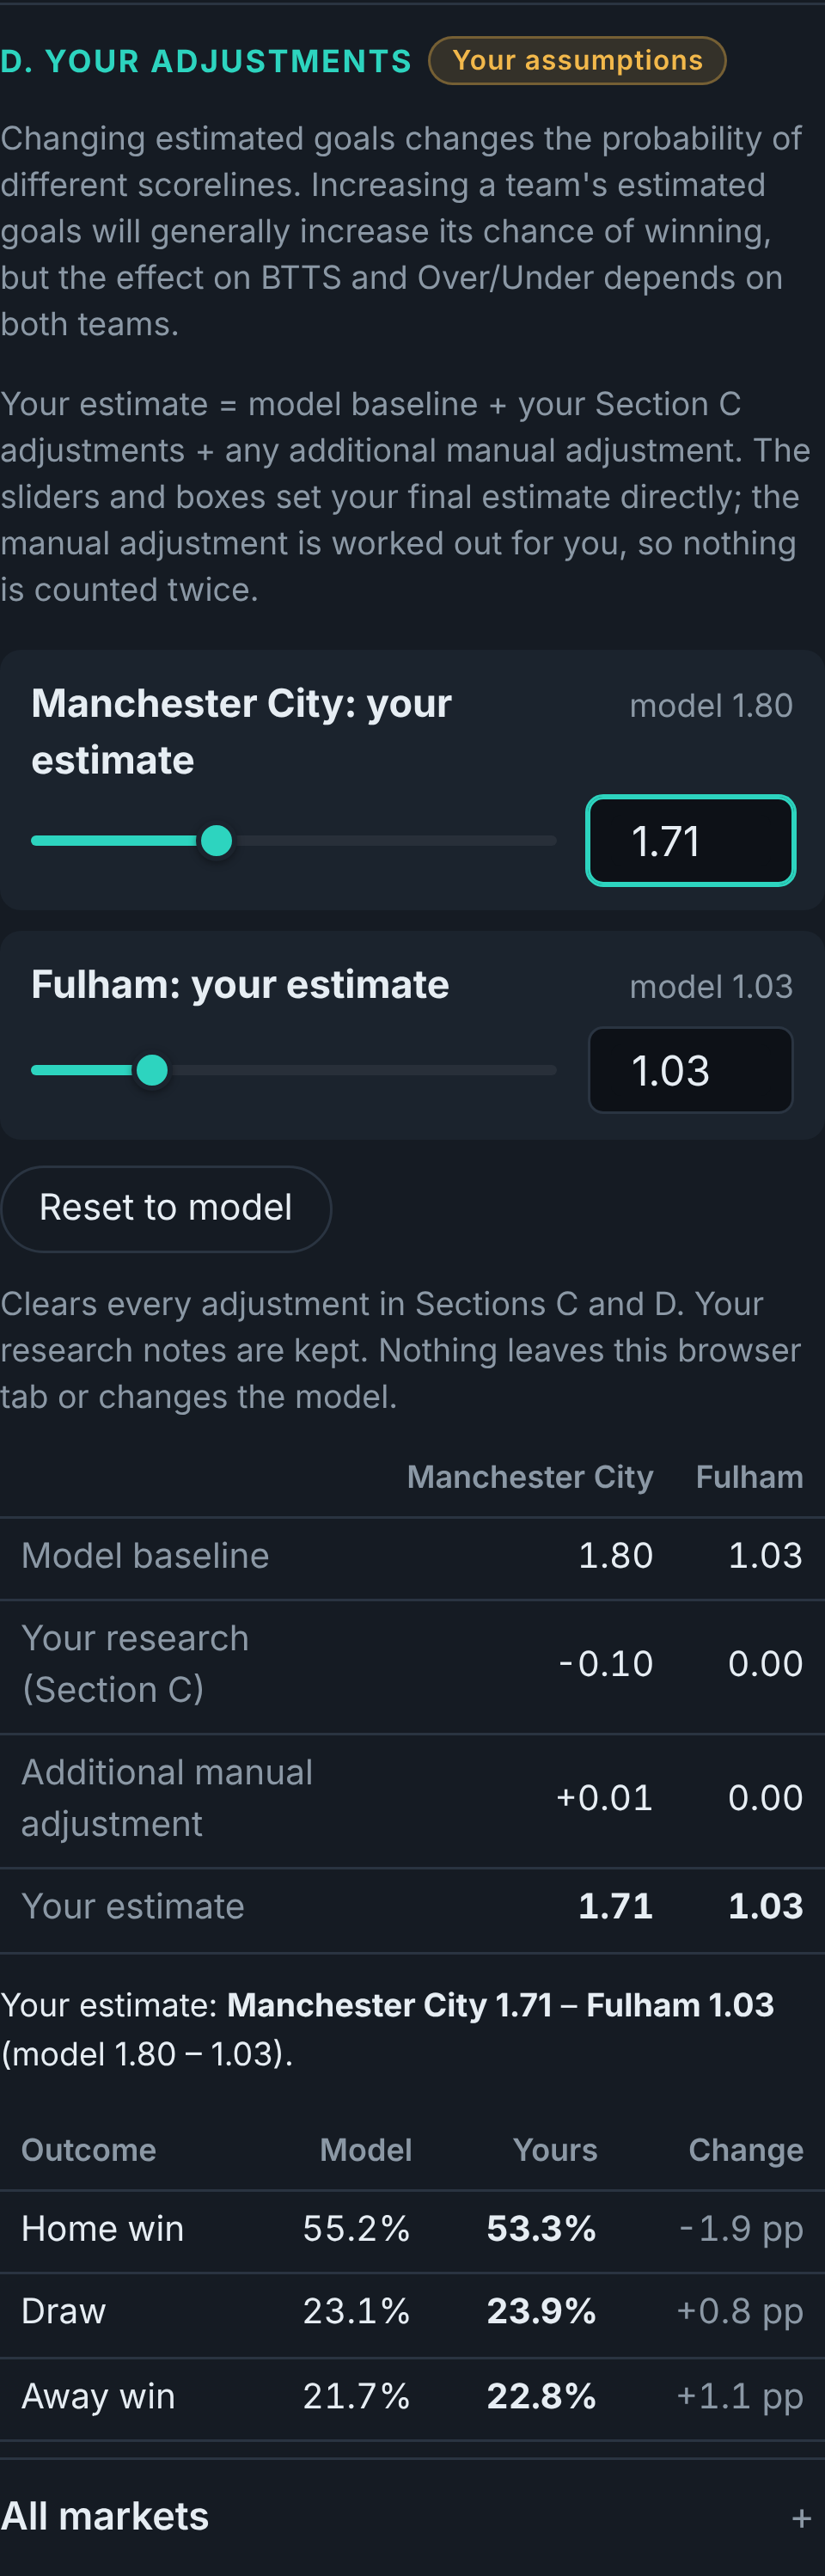 D. YOUR ADJUSTMENTS Your assumptions
Changing estimated goals changes the probability of
different scorelines. Increasing a team's estimated
goals will generally increase its chance of winning,
but the effect on BTTS and Over/Under depends on
both teams.
Your estimate = model baseline + your Section C
adjustments + any additional manual adjustment. The
sliders and boxes set your final estimate directly; the
manual adjustment is worked out for you, so nothing
is counted twice.
Manchester City: your model 1.80
estimate
1.71
Fulham: your estimate model 1.03
1.03
Reset to model
Clears every adjustment in Sections C and D. Your
research notes are kept. Nothing leaves this browser
tab or changes the model.
Manchester City Fulham
Model baseline 1.80 1.03
Your research
(Section C) -0.10 0.00
Additional manual
adjustment +0.01 0.00
Your estimate 1.71 1.03
Your estimate: Manchester City 1.71 – Fulham 1.03
(model 1.80 – 1.03).
Outcome Model Yours Change
Home win 55.2% 53.3% -1.9 pp
Draw 23.1% 23.9% +0.8 pp
Away win 21.7% 22.8% +1.1 pp
All markets +